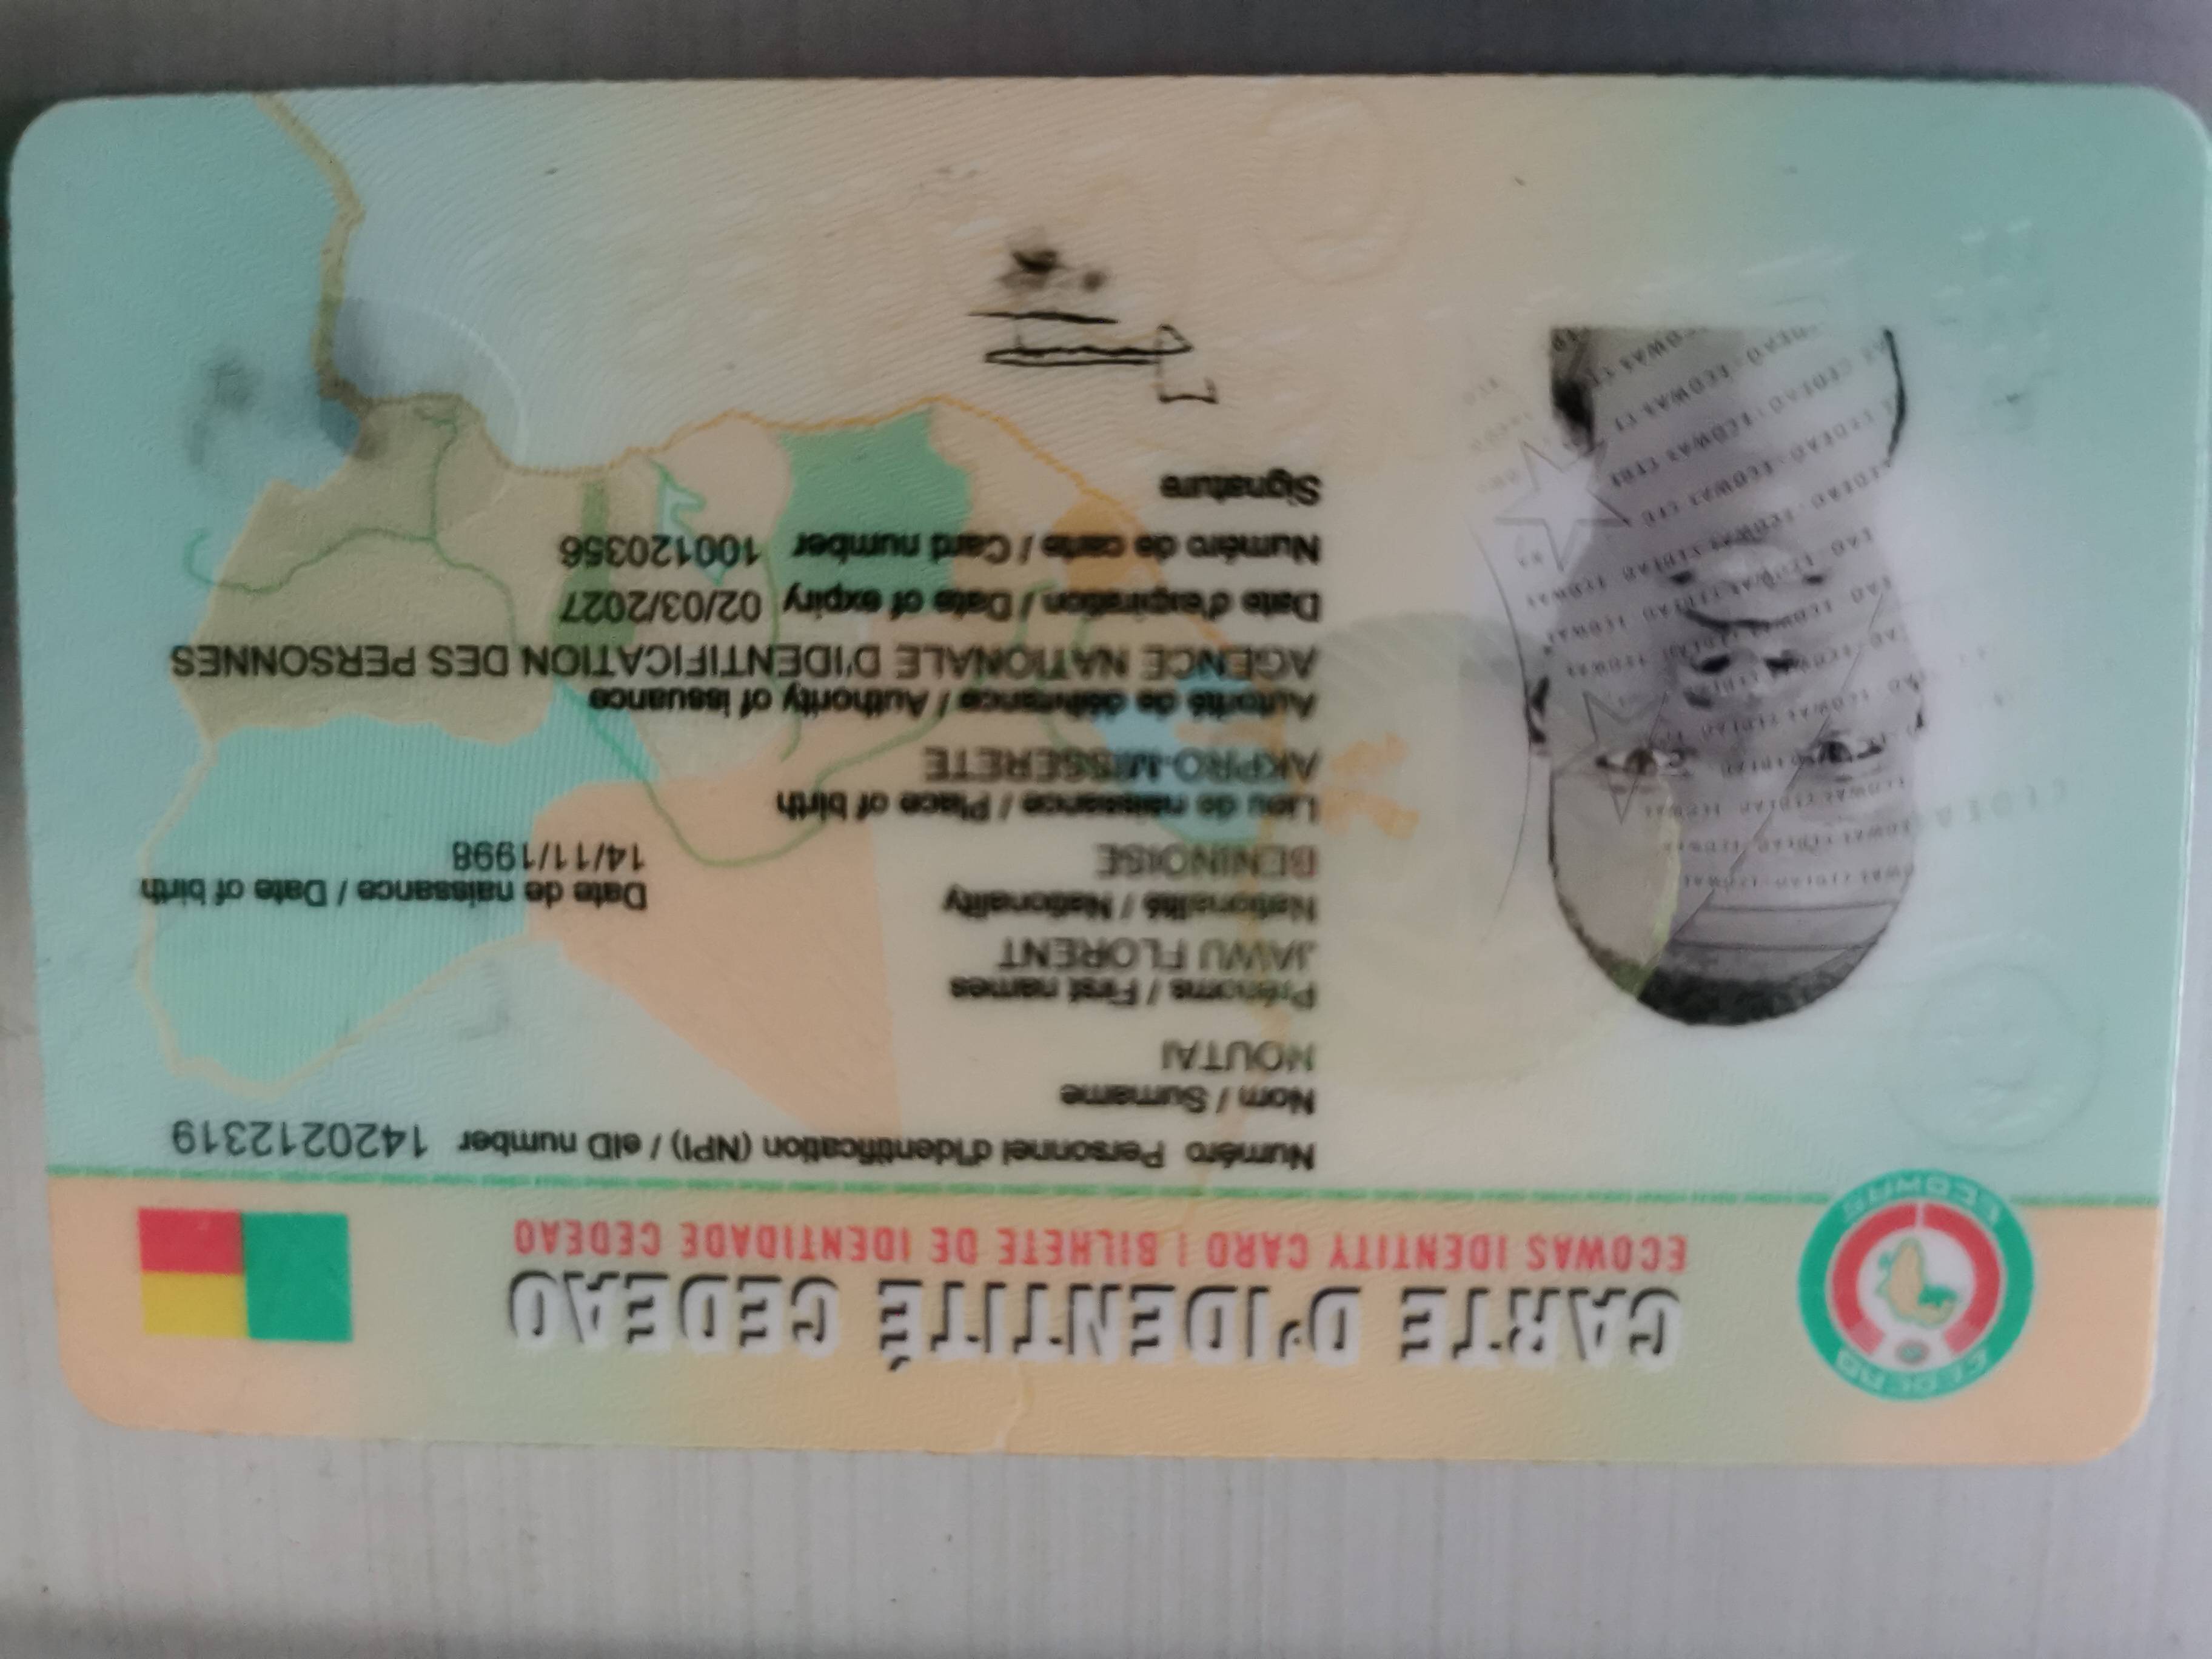 CARTE D'IDENTITÉ CEDEAO
ECOWAS IDENTITY CARD | BILHETE DE IDENTIDADE CEDEAO
Numéro Personnel d'Identification (NPI) / eID number 1420212319
Nom / Surname
NOUTAI
Prénoms / First names
JAWU FLORENT
Nationalité / Nationality
BENINOISE
Date de naissance / Date of birth
14/11/1998
Lieu de naissance / Place of birth
AKPRO-MISSERETE
Autorité de délivrance / Authority of issuance
AGENCE NATIONALE D'IDENTIFICATION DES PERSONNES
Date d'expiration / Date of expiry 02/03/2027
Numéro de carte / Card number 100120356
Signature